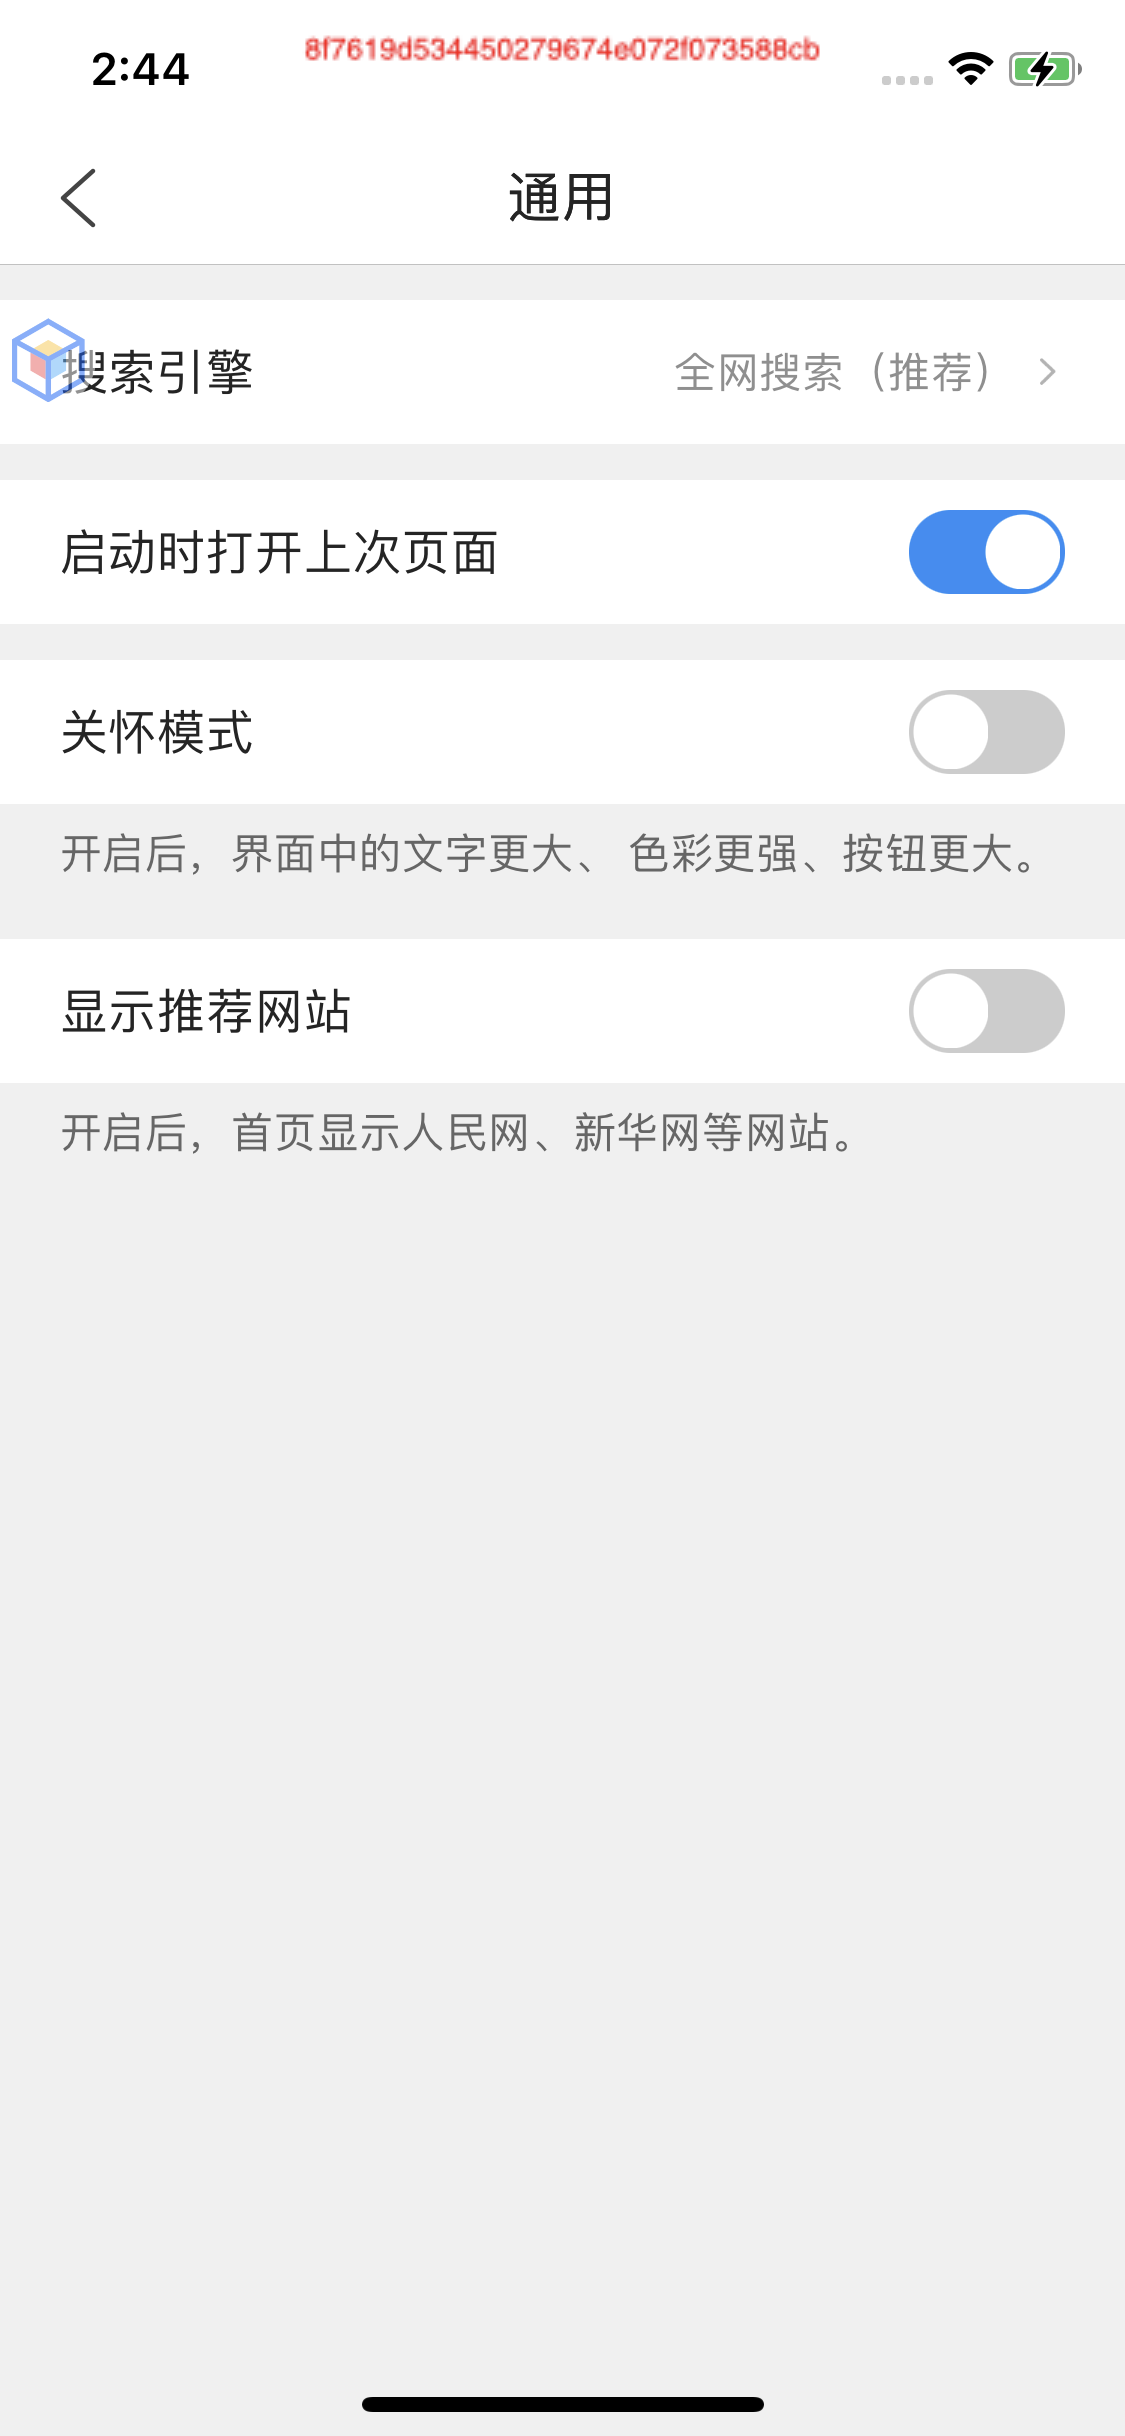 8f7619d534450279674e072f073588cb
2:44
通用
搜索引擎
全网搜索（推荐）
启动时打开上次页面
关怀模式
开启后，界面中的文字更大、 色彩更强、按钮更大。
显示推荐网站
开启后，首页显示人民网、新华网等网站。